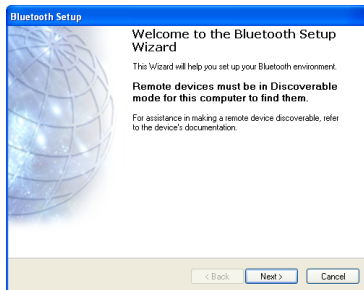 Bluetooth Setup
Welcome to the Bluetooth Setup
Wizard
This Wizard will help you set up your Bluetooth environment.
Remote devices must be in Discoverable
mode for this computer to find them.
For assistance in making a remote device discoverable, refer
to the device's documentation.
< Back Next > Cancel